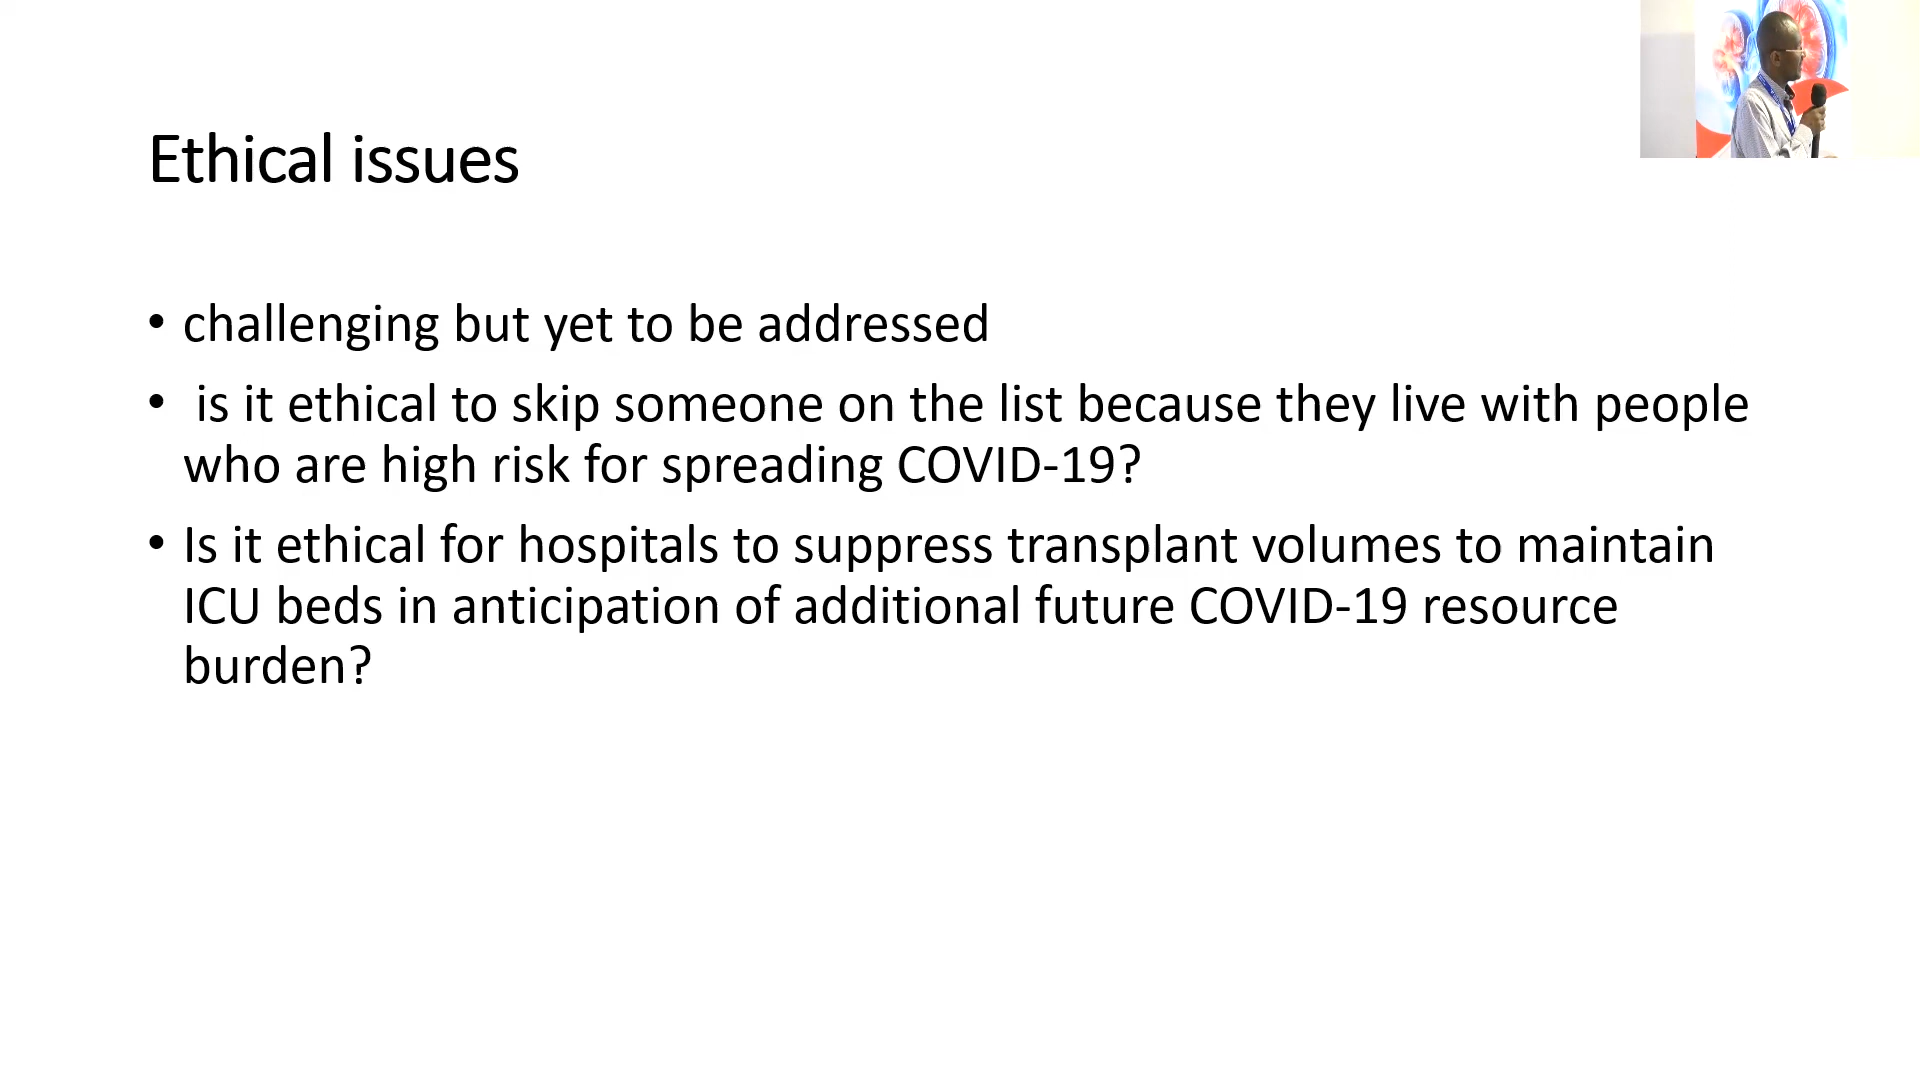 Ethical issues
• challenging but yet to be addressed
• is it ethical to skip someone on the list because they live with people
who are high risk for spreading COVID-19?
• Is it ethical for hospitals to suppress transplant volumes to maintain
ICU beds in anticipation of additional future COVID-19 resource
burden?